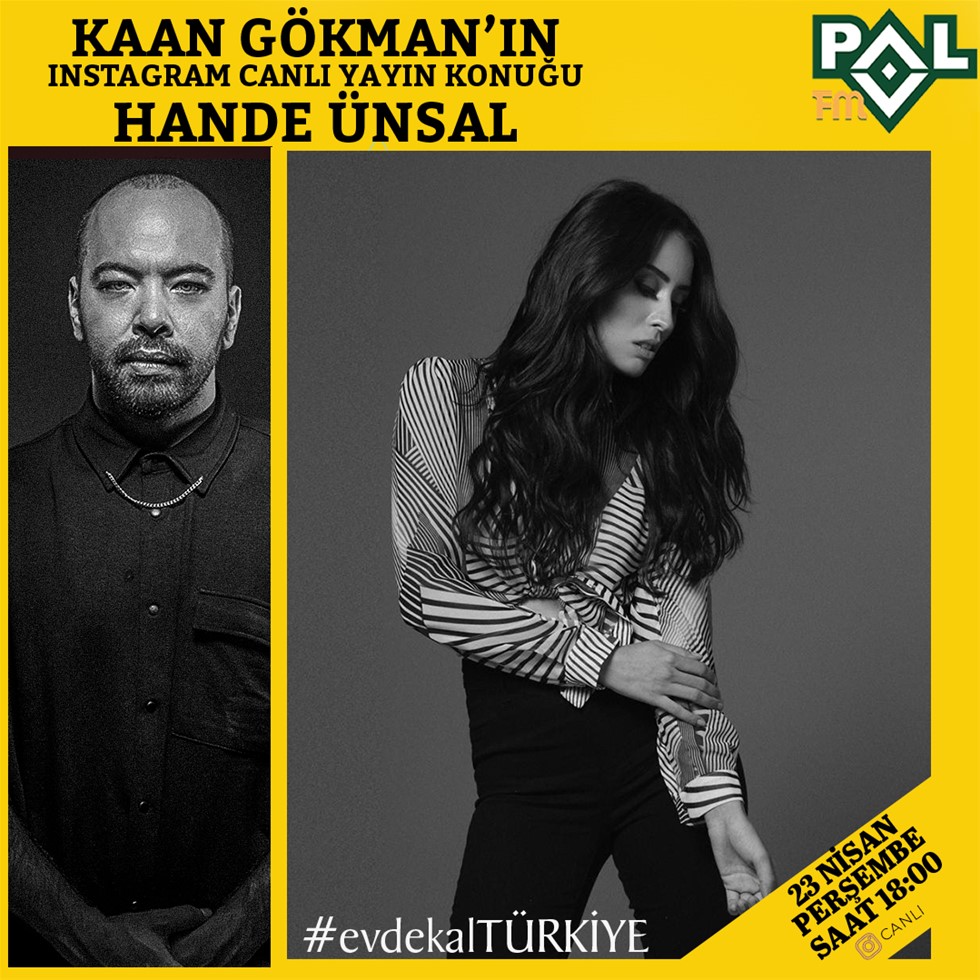 KAAN GÖKMAN’IN
INSTAGRAM CANLI YAYIN KONUĞU
HANDE ÜNSAL
PAL
FM
#evdekalTÜRKİYE
23 NİSAN
PERŞEMBE
SAAT 18:00
CANLI